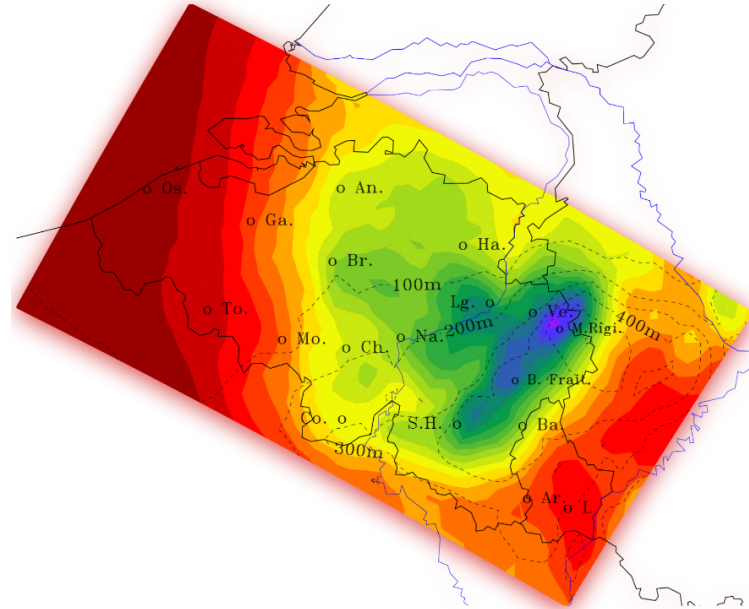 Os.
An.
Ga.
Ha.
Br.
100m
Lg.
Ve.
To.
200m
400m
M.Rigi.
Mo.
Na.
Ch.
B. Frait.
Co.
S.H.
Ba
300m
Ar.
L